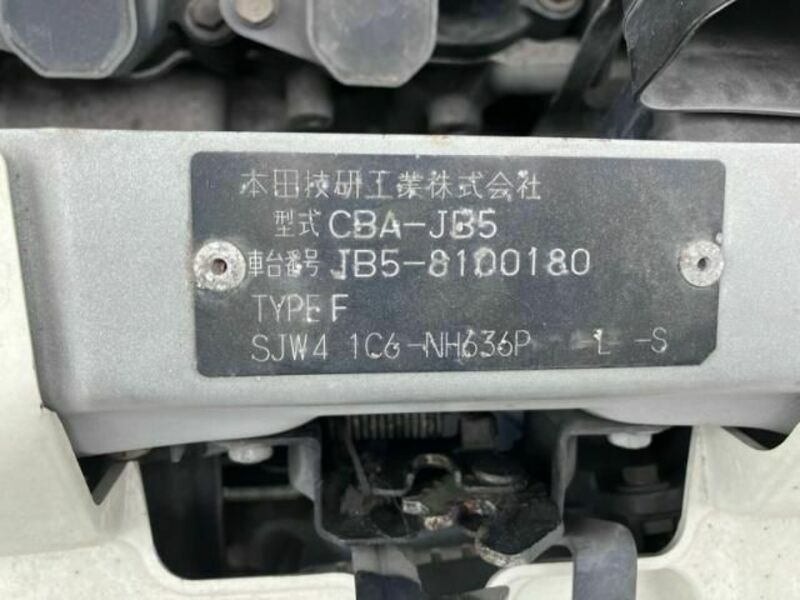 本田技研工業株式会社
型式 CBA-JB5
車台番号 JB5-8100180
TYPE F
SJW4 1C6-NH636P L -S